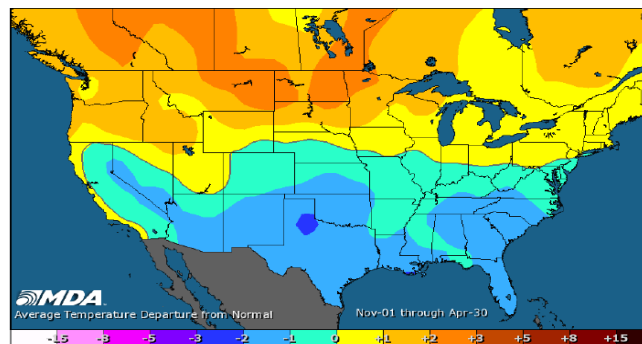 MDA
Average Temperature Departure from Normal
Nov-01 through Apr-30
-15 -8 -5 -3 -2 -1 0 +1 +2 +3 +5 +8 +15